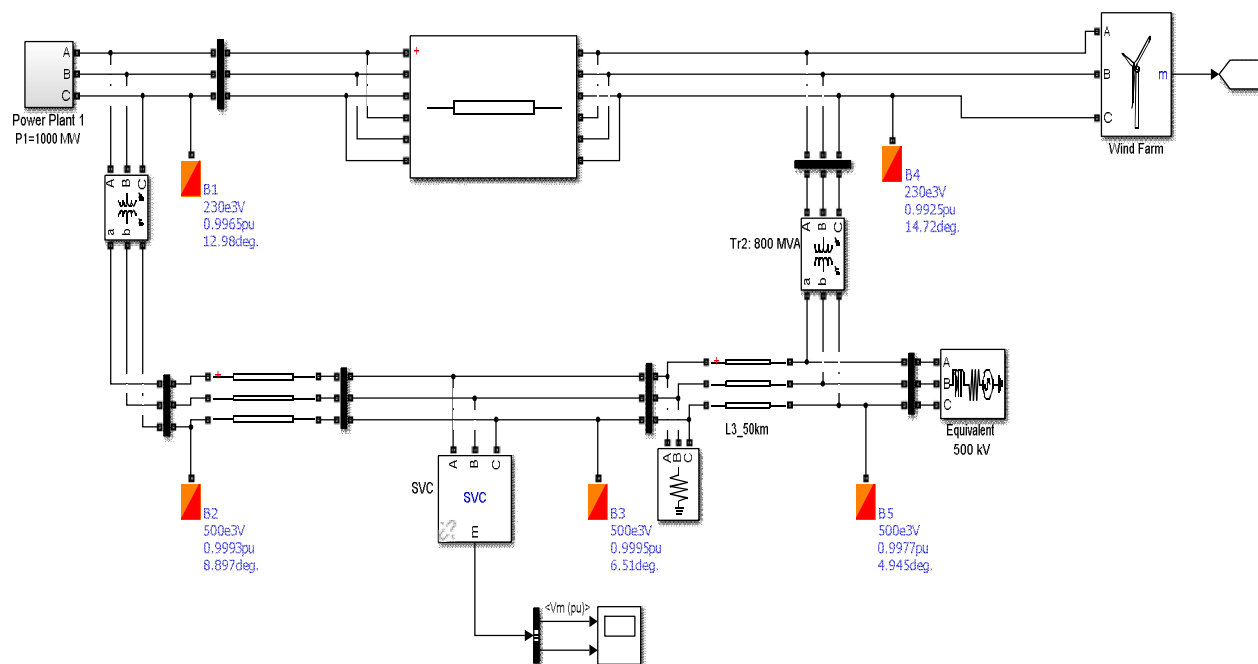 A
B
C
Power Plant 1
P1=1000 MW
+
A
B
C
m
Wind Farm
A B C
a b c
B1
230e3V
0.9965pu
12.98deg.
B4
230e3V
0.9925pu
14.72deg.
Tr2: 800 MVA
A B C
a b c
+
+
L3_50km
A
B
C
Equivalent
500 kV
A B C
SVC
SVC
m
A B C
B2
500e3V
0.9993pu
8.897deg.
B3
500e3V
0.9995pu
6.51deg.
B5
500e3V
0.9977pu
4.945deg.
<Vm (pu)>